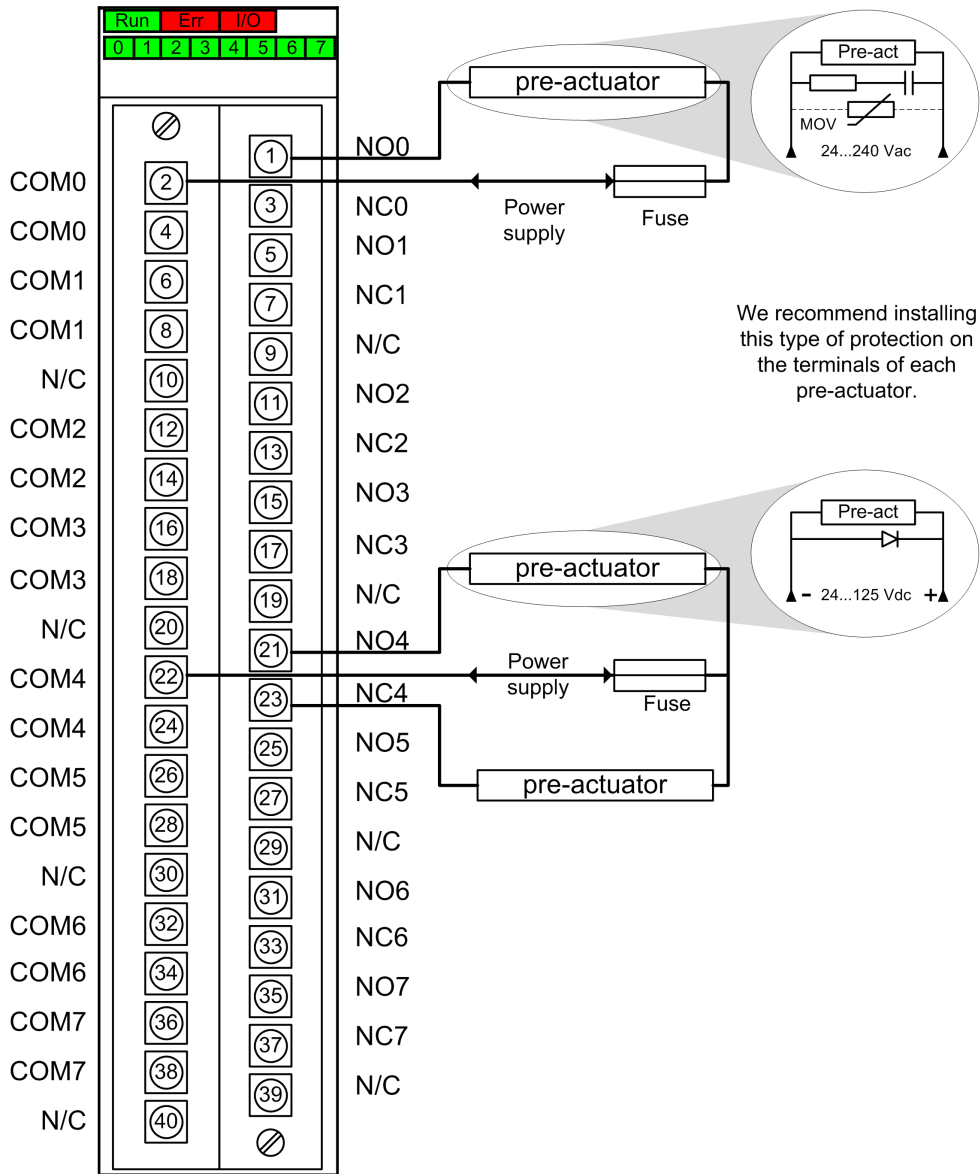 Run Err I/O
0 1 2 3 4 5 6 7
pre-actuator
Pre-act
MOV
24...240 Vac
1 NO0
COM0 2
3 NC0
Power
supply
Fuse
COM0 4
5 NO1
COM1 6
7 NC1
COM1 8
9 N/C
We recommend installing
this type of protection on
the terminals of each
pre-actuator.
N/C 10
11 NO2
COM2 12
13 NC2
COM2 14
15 NO3
COM3 16
17 NC3
COM3 18
19 N/C
pre-actuator
Pre-act
- 24...125 Vdc +
N/C 20
21 NO4
COM4 22
23 NC4
Power
supply
Fuse
COM4 24
25 NO5
COM5 26
27 NC5
pre-actuator
COM5 28
29 N/C
N/C 30
31 NO6
COM6 32
33 NC6
COM6 34
35 NO7
COM7 36
37 NC7
COM7 38
39 N/C
N/C 40